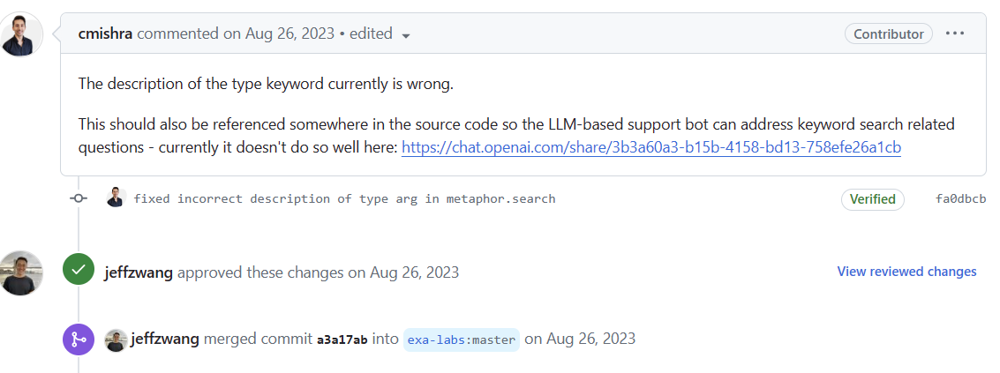 cmishra commented on Aug 26, 2023 • edited
Contributor
The description of the type keyword currently is wrong.
This should also be referenced somewhere in the source code so the LLM-based support bot can address keyword search related
questions - currently it doesn't do so well here: https://chat.openai.com/share/3b3a60a3-b15b-4158-bd13-758efe26a1cb
fixed incorrect description of type arg in metaphor.search
Verified
fa0dbcb
jeffzwang approved these changes on Aug 26, 2023
View reviewed changes
jeffzwang merged commit a3a17ab into exa-labs:master on Aug 26, 2023